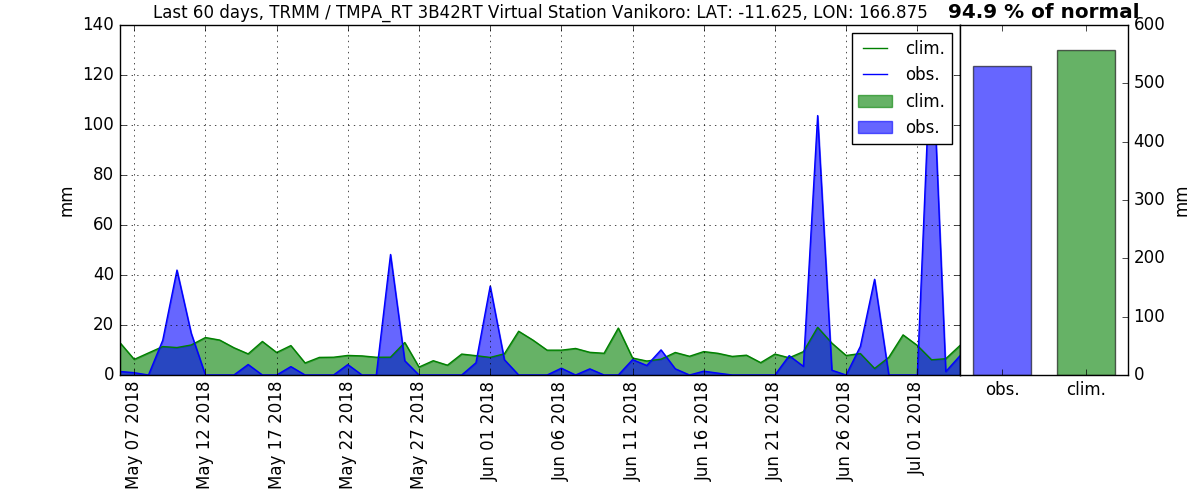 Last 60 days, TRMM / TMPA_RT 3B42RT Virtual Station Vanikoro: LAT: -11.625, LON: 166.875
94.9 % of normal
140
120
100
80
60
40
20
0
mm
clim.
obs.
clim.
obs.
May 07 2018
May 12 2018
May 17 2018
May 22 2018
May 27 2018
Jun 01 2018
Jun 06 2018
Jun 11 2018
Jun 16 2018
Jun 21 2018
Jun 26 2018
Jul 01 2018
600
500
400
300
200
100
0
mm
obs.
clim.